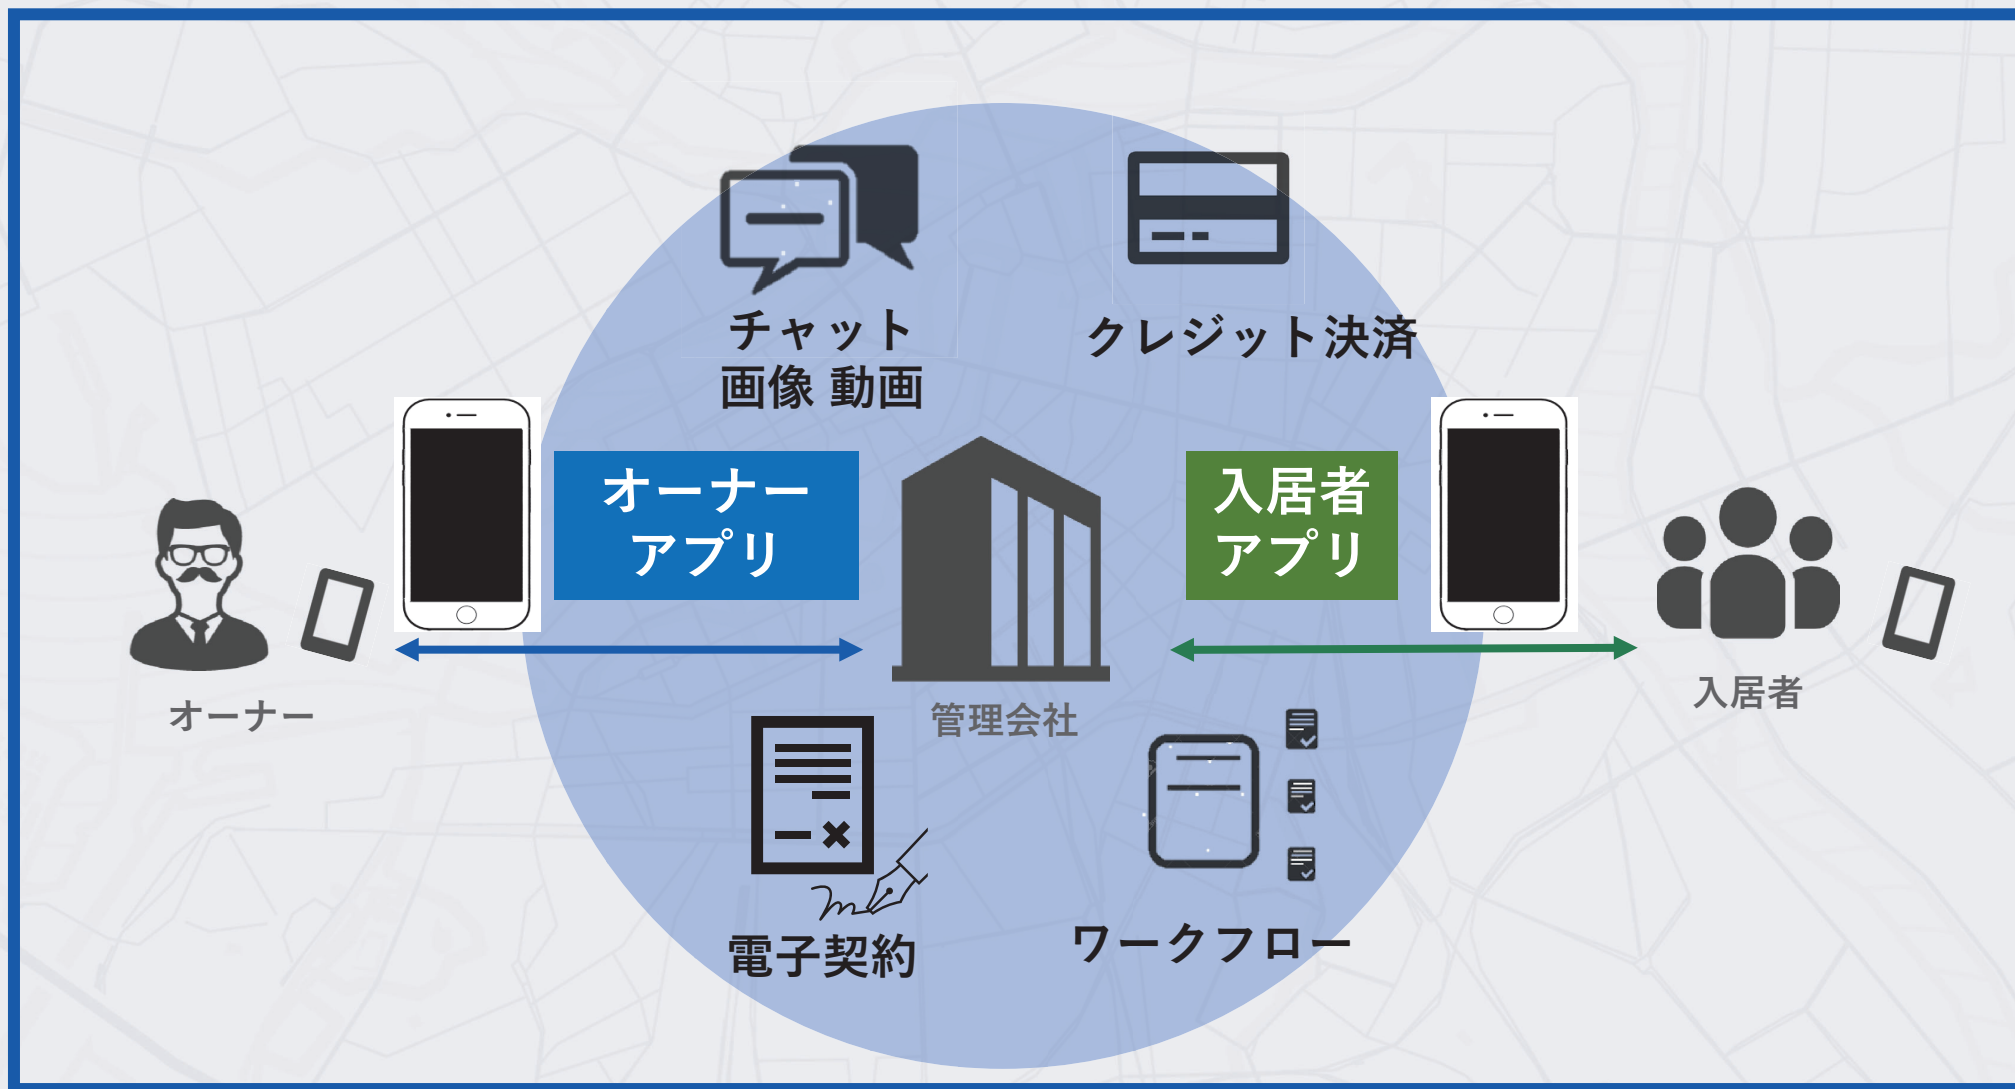 チャット
画像 動画
クレジット決済
オーナー
アプリ
入居者
アプリ
オーナー
管理会社
入居者
電子契約
ワークフロー